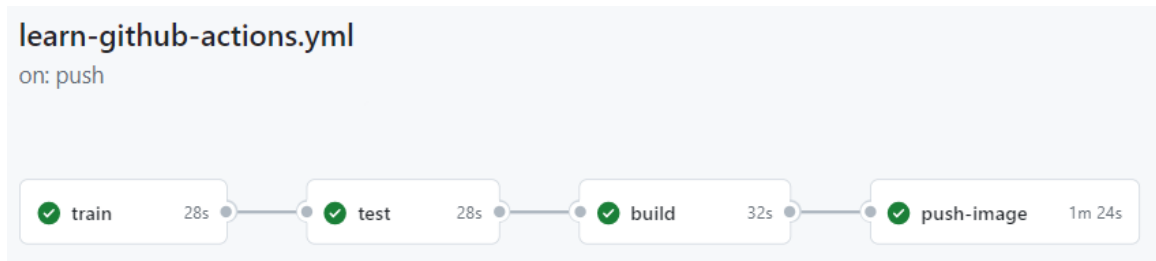 learn-github-actions.yml
on: push
train 28s
test 28s
build 32s
push-image 1m 24s